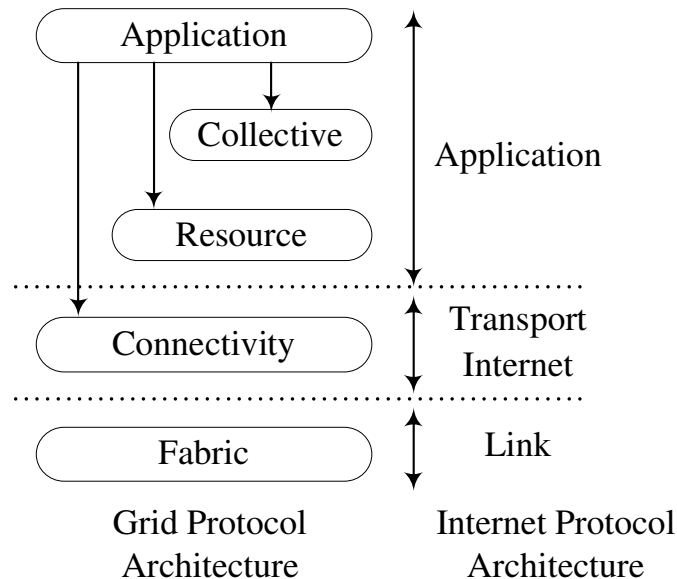 Application
Collective
Application
Resource
Transport
Connectivity
Internet
Fabric
Link
Grid Protocol
Architecture
Internet Protocol
Architecture